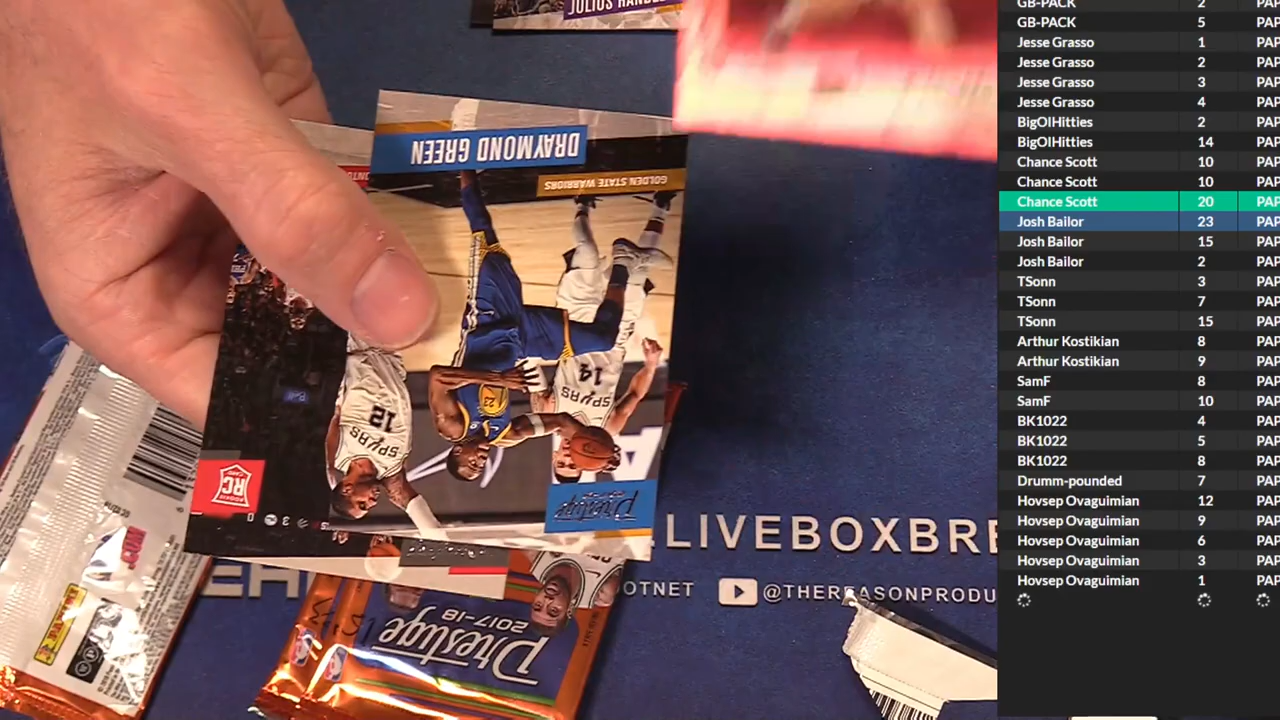 JULIUS RANDLE
DRAYMOND GREEN
GOLDEN STATE WARRIORS
14
SPURS
23
12
SPURS
RC
Prestige
LIVEBOXBRE
OTNET @THEREASONPRODU
Prestige
2017-18
GB-PACK 2 PAP
GB-PACK 5 PAP
Jesse Grasso 1 PAP
Jesse Grasso 2 PAP
Jesse Grasso 3 PAP
Jesse Grasso 4 PAP
BigOlHitties 2 PAP
BigOlHitties 14 PAP
Chance Scott 10 PAP
Chance Scott 10 PAP
Chance Scott 20 PAP
Josh Bailor 23 PAP
Josh Bailor 15 PAP
Josh Bailor 2 PAP
TSonn 3 PAP
TSonn 7 PAP
TSonn 15 PAP
Arthur Kostikian 8 PAP
Arthur Kostikian 9 PAP
SamF 8 PAP
SamF 10 PAP
BK1022 4 PAP
BK1022 5 PAP
BK1022 8 PAP
Drumm-pounded 7 PAP
Hovsep Ovaguimian 12 PAP
Hovsep Ovaguimian 9 PAP
Hovsep Ovaguimian 6 PAP
Hovsep Ovaguimian 3 PAP
Hovsep Ovaguimian 1 PAP